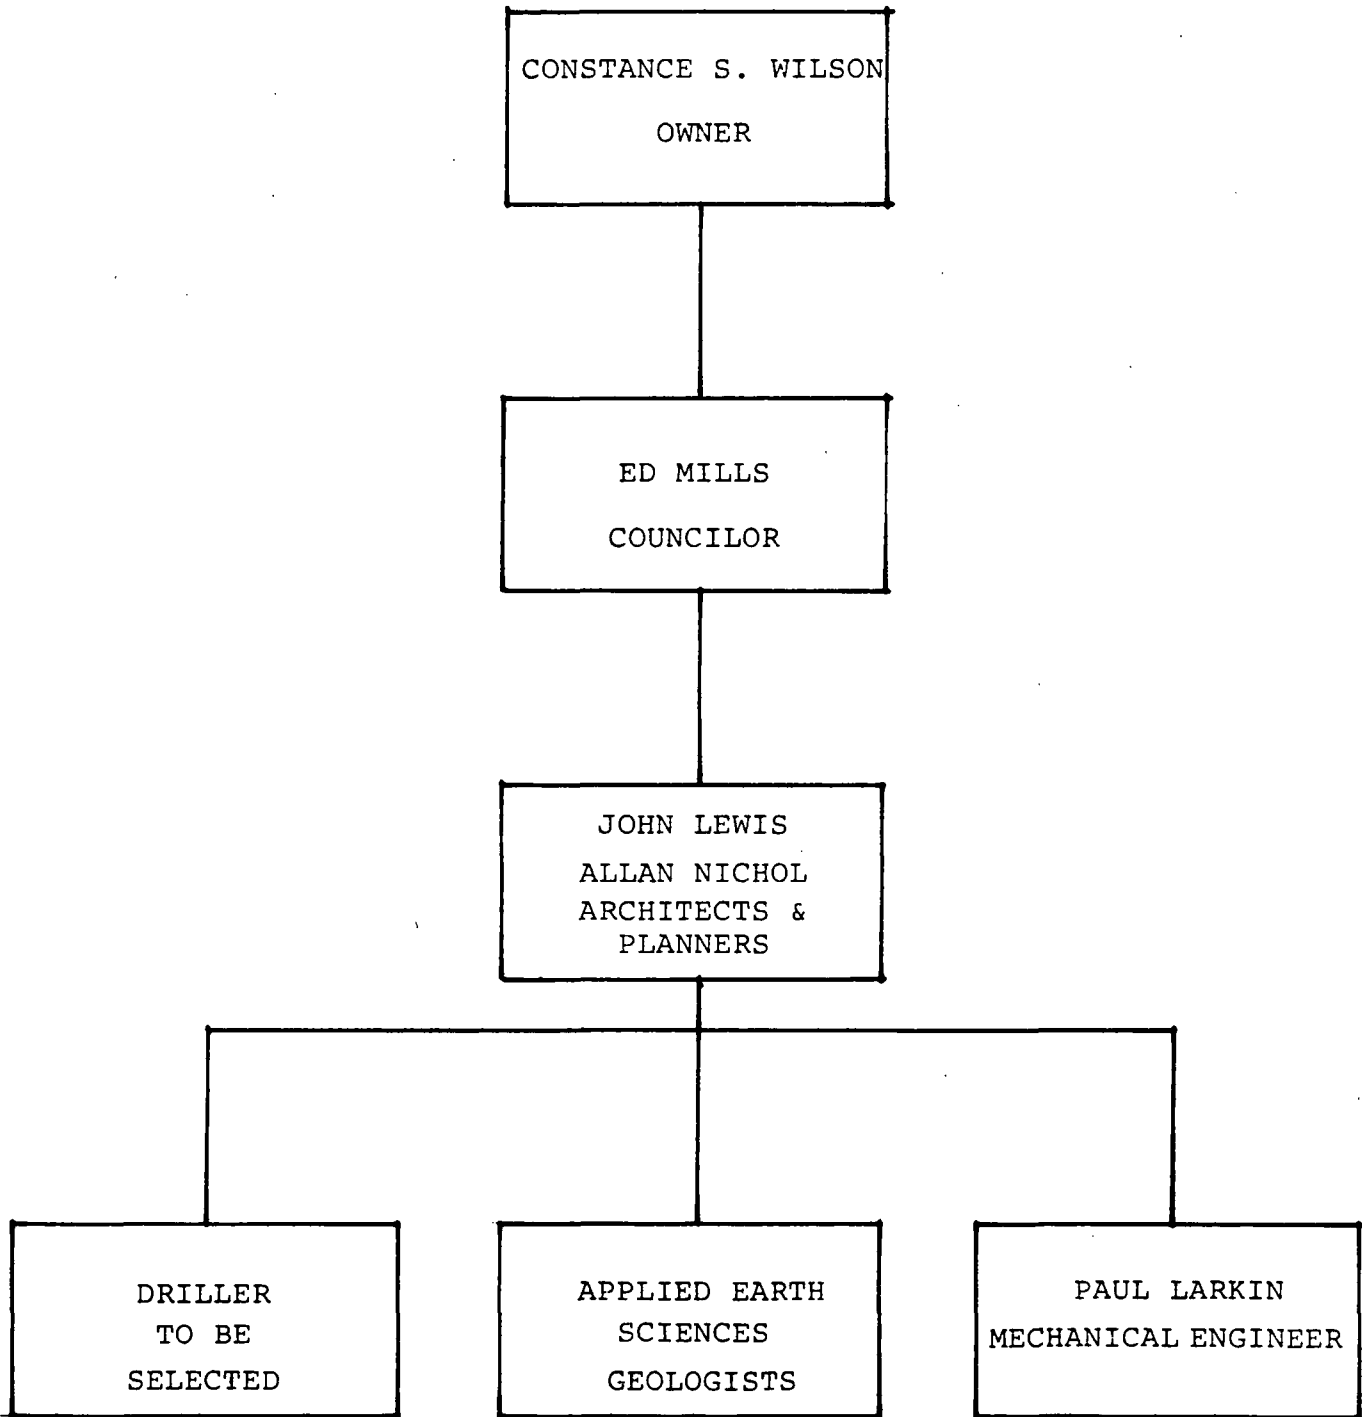 CONSTANCE S. WILSON
OWNER
ED MILLS
COUNCILOR
JOHN LEWIS
ALLAN NICHOL
ARCHITECTS &
PLANNERS
DRILLER
TO BE
SELECTED
APPLIED EARTH
SCIENCES
GEOLOGISTS
PAUL LARKIN
MECHANICAL ENGINEER